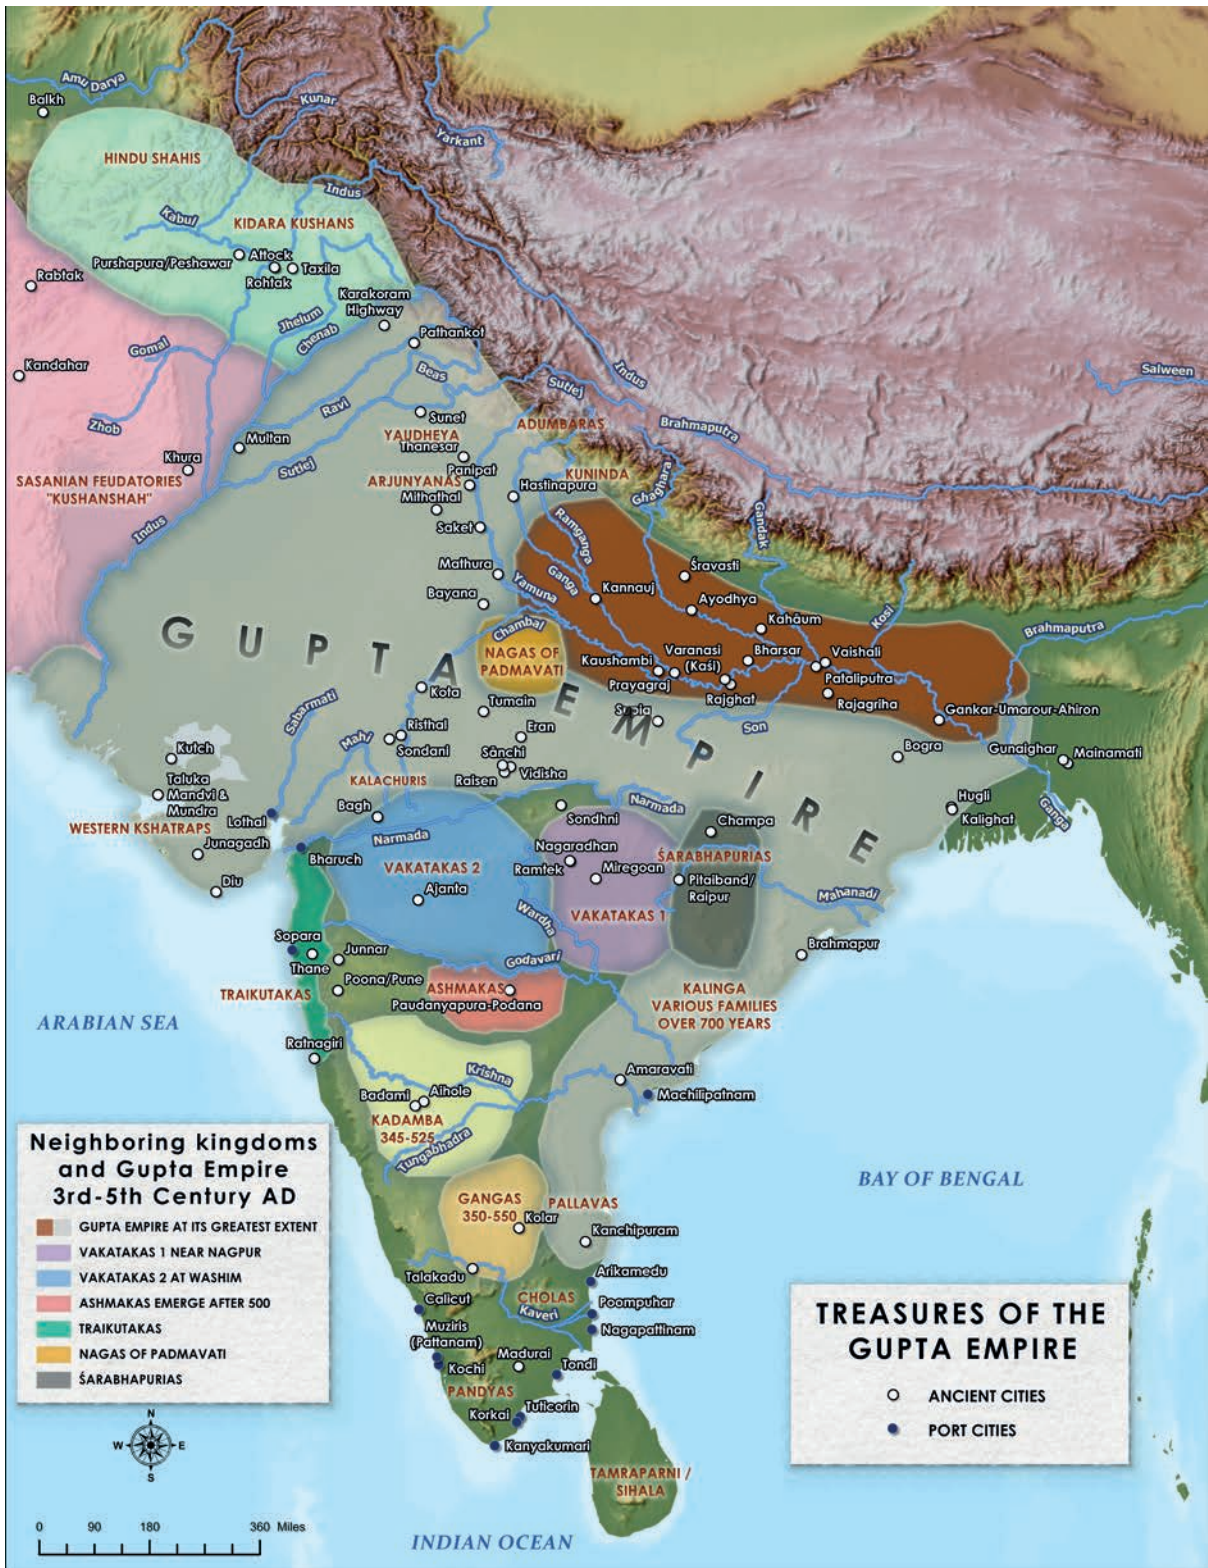 Amu Darya
Balkh
Kunar
Yarkant
HINDU SHAHIS
Indus
Kabul
KIDARA KUSHANS
Attock
Purshapura/Peshawar
Taxila
Rohtak
Rabtak
Karakoram
Highway
Jhelum
Chenab
Pathankot
Gomal
Kandahar
Beas
Sutlej
Indus
Salween
Ravi
Zhob
Sunet
ADUMBARAS
Brahmaputra
YAUDHEYA
Multan
Thanesar
Khura
Sutlej
Panipat
KUNINDA
SASANIAN FEUDATORIES
"KUSHANSHAH"
ARJUNYANAS
Mithathal
Hastinapura
Ghaghara
Gandak
Indus
Saket
Ramganga
Mathura
Ganga
Śravasti
Yamuna
Kannauj
Bayana
Ayodhya
Kosi
Kahâum
Brahmaputra
Chambal
GUPTA EMPIRE
NAGAS OF
PADMAVATI
Varanasi
(Kaśi)
Bharsar
Vaishali
Kaushambi
Pataliputra
Prayagraj
Rajghat
Rajagriha
Kota
Tumain
Supia
Gankar-Umarour-Ahiron
Sabarmati
Son
Risthal
Eran
Mahi
Sondani
Bogra
Gunaighar
Mainamati
Kutch
Sânchi
Vidisha
Raisen
Taluka
Mandvi &
Mundra
KALACHURIS
Bagh
Narmada
Hugli
Kalighat
Ganga
Lothal
Sondhni
WESTERN KSHATRAPS
Narmada
Champa
Junagadh
Bharuch
Nagaradhan
ŚARABHAPURIAS
VAKATAKAS 2
Ramtek
Miregoan
Pitaiband/
Raipur
Diu
Ajanta
Mahanadi
Wardha
VAKATAKAS 1
Sopara
Junnar
Brahmapur
Thane
Godavari
Poona/Pune
TRAIKUTAKAS
ASHMAKAS
Paudanyapura-Podana
KALINGA
VARIOUS FAMILIES
OVER 700 YEARS
ARABIAN SEA
Ratnagiri
Krishna
Amaravati
Badami
Aihole
Machilipatnam
KADAMBA
345-525
Tungabhadra
BAY OF BENGAL
GANGAS
350-550
PALLAVAS
Kolar
Kanchipuram
Talakadu
Arikamedu
Calicut
CHOLAS
Kaveri
Poompuhar
Muziris
(Pattanam)
Nagapattinam
Madurai
Kochi
Tondi
PANDYAS
Tuticorin
Korkai
Kanyakumari
TAMRAPARNI /
SIHALA
INDIAN OCEAN
Neighboring kingdoms
and Gupta Empire
3rd-5th Century AD
GUPTA EMPIRE AT ITS GREATEST EXTENT
VAKATAKAS 1 NEAR NAGPUR
VAKATAKAS 2 AT WASHIM
ASHMAKAS EMERGE AFTER 500
TRAIKUTAKAS
NAGAS OF PADMAVATI
ŚARABHAPURIAS
N
W E
S
0 90 180 360 Miles
TREASURES OF THE
GUPTA EMPIRE
ANCIENT CITIES
PORT CITIES